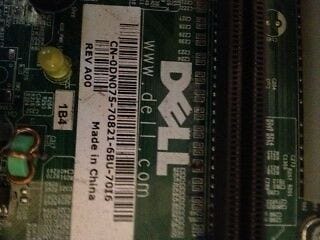 DELL
www.dell.com
CN-0DN075-70821-6BU-7016
REV A00
Made in China
1B4